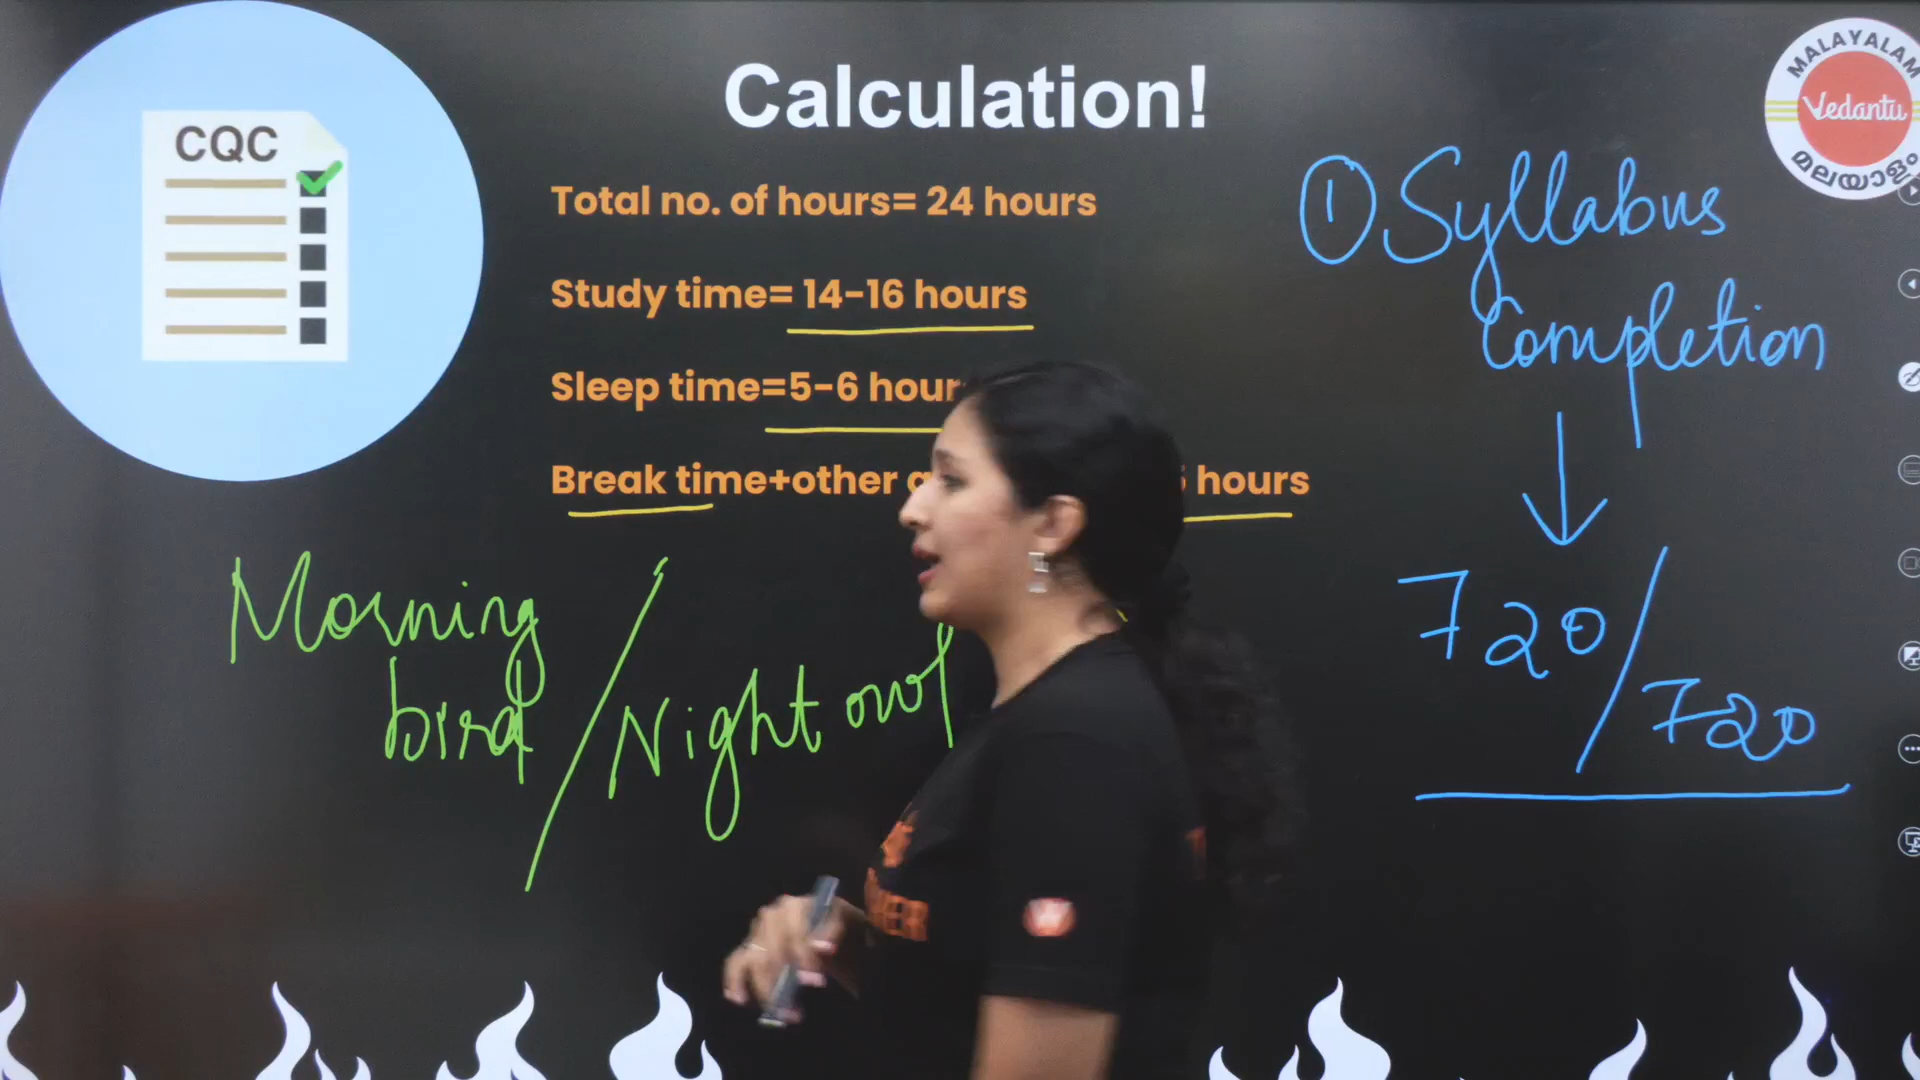 Calculation!
CQC
MALAYALAM
Vedantu
മലയാളം
Total no. of hours= 24 hours
Study time= 14-16 hours
Sleep time=5-6 hour
Break time+other hours
① Syllabus
Completion
720/720
Morning
bird / Night owl